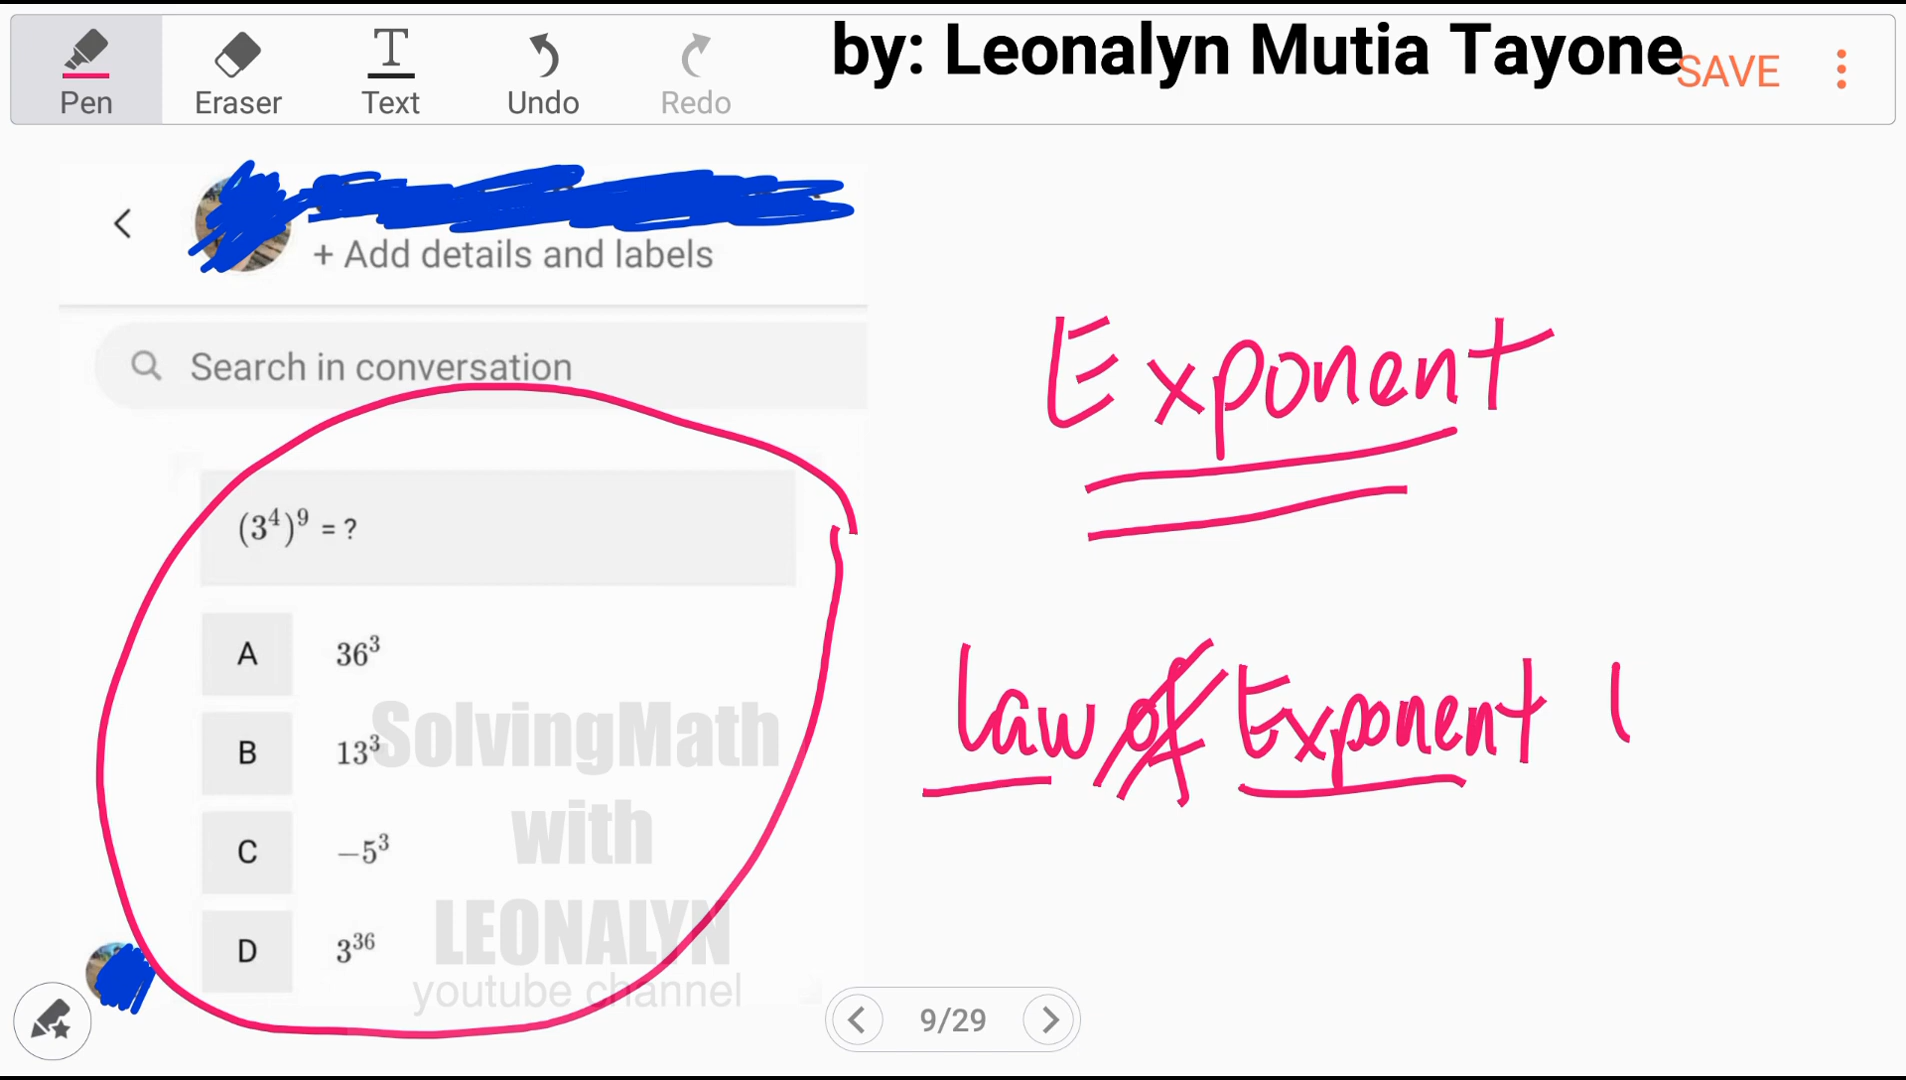 by: Leonalyn Mutia Tayone
Pen
Eraser
Text
Undo
Redo
SAVE
+ Add details and labels
Search in conversation
(3⁴)⁹ = ?
A 36³
B 13³
C −5³
D 3³⁶
SolvingMath
with
LEONALYN
youtube channel
Exponent
Law of Exponent (
9/29